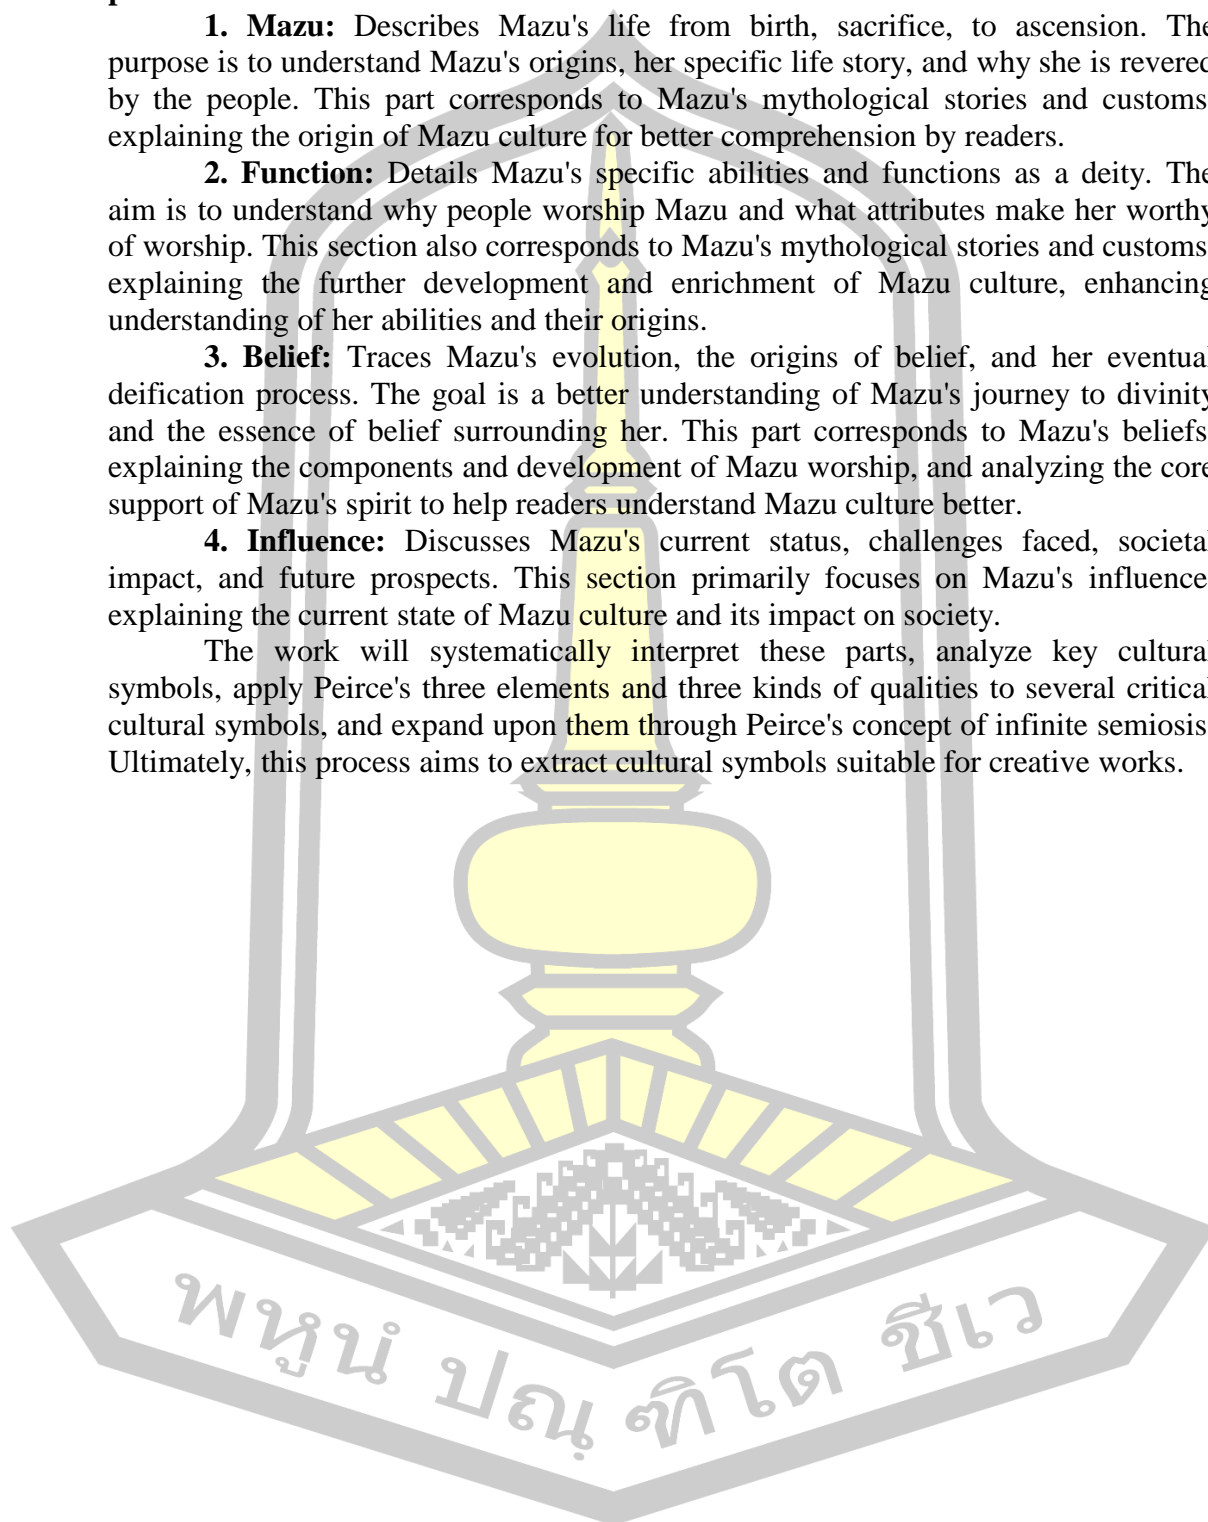 1. Mazu: Describes Mazu's life from birth, sacrifice, to ascension. The
purpose is to understand Mazu's origins, her specific life story, and why she is revered
by the people. This part corresponds to Mazu's mythological stories and customs
explaining the origin of Mazu culture for better comprehension by readers.
2. Function: Details Mazu's specific abilities and functions as a deity. The
aim is to understand why people worship Mazu and what attributes make her worthy
of worship. This section also corresponds to Mazu's mythological stories and customs
explaining the further development and enrichment of Mazu culture, enhancing
understanding of her abilities and their origins.
3. Belief: Traces Mazu's evolution, the origins of belief, and her eventual
deification process. The goal is a better understanding of Mazu's journey to divinity
and the essence of belief surrounding her. This part corresponds to Mazu's beliefs
explaining the components and development of Mazu worship, and analyzing the core
support of Mazu's spirit to help readers understand Mazu culture better.
4. Influence: Discusses Mazu's current status, challenges faced, societal
impact, and future prospects. This section primarily focuses on Mazu's influence
explaining the current state of Mazu culture and its impact on society.
The work will systematically interpret these parts, analyze key cultural
symbols, apply Peirce's three elements and three kinds of qualities to several critical
cultural symbols, and expand upon them through Peirce's concept of infinite semiosis
Ultimately, this process aims to extract cultural symbols suitable for creative works.
พหูนํ ปณฺฑิโต ชีเว